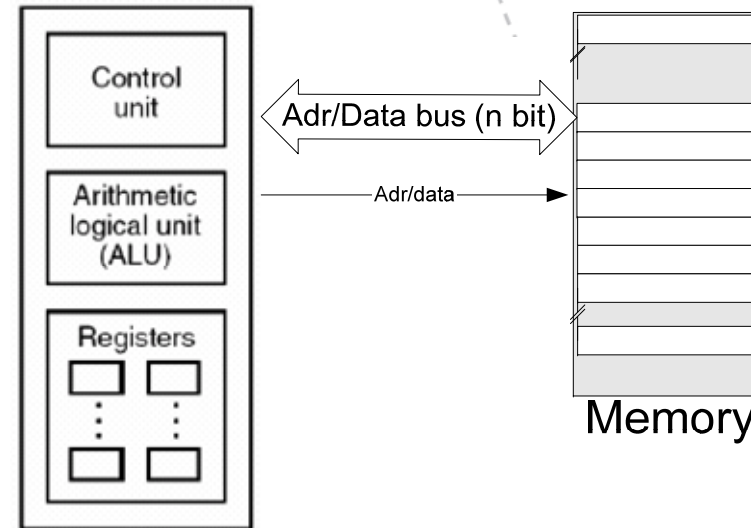 Control
unit
Arithmetic
logical unit
(ALU)
Registers
Adr/Data bus (n bit)
Adr/data
Memory